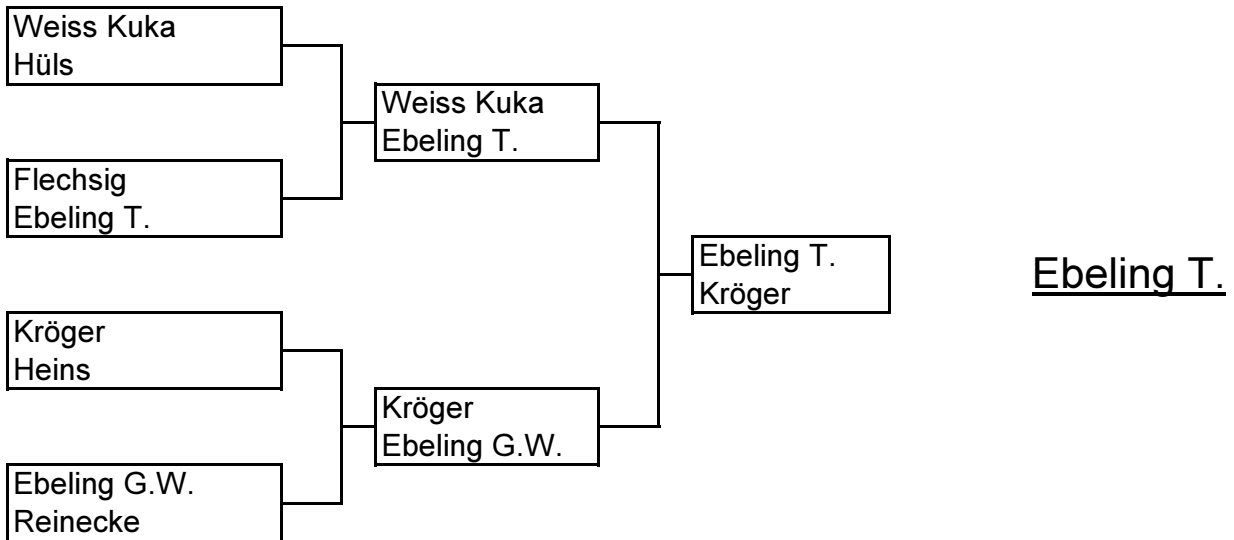 Weiss Kuka
Hüls
Flechsig
Ebeling T.
Kröger
Heins
Ebeling G.W.
Reinecke
Weiss Kuka
Ebeling T.
Kröger
Ebeling G.W.
Ebeling T.
Kröger
Ebeling T.